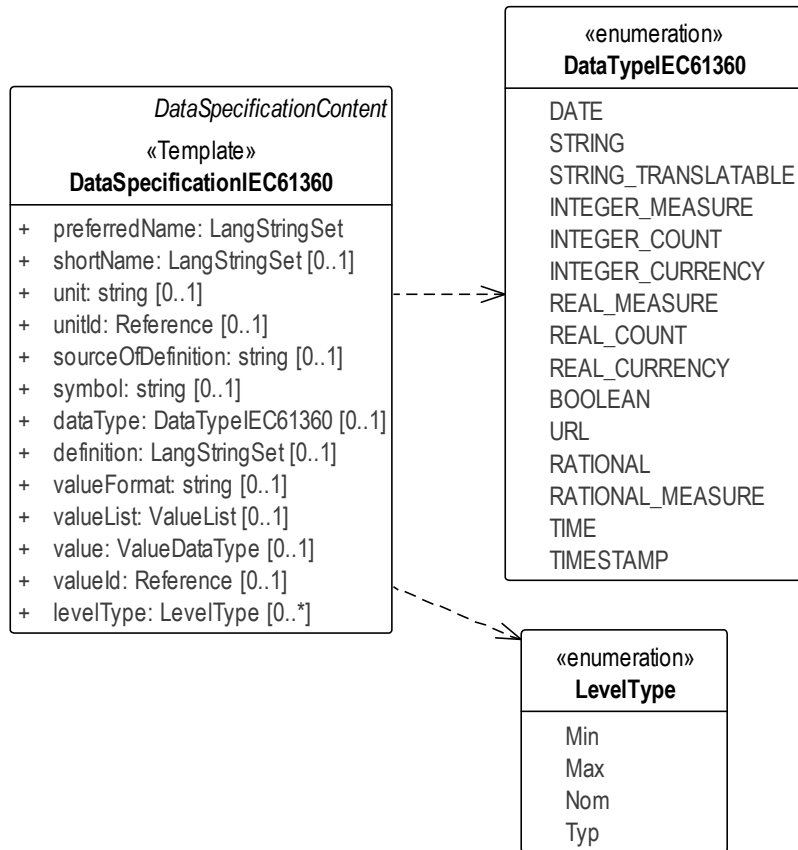 DataSpecificationContent
«Template»
DataSpecificationIEC61360
+ preferredName: LangStringSet
+ shortName: LangStringSet [0..1]
+ unit: string [0..1]
+ unitId: Reference [0..1]
+ sourceOfDefinition: string [0..1]
+ symbol: string [0..1]
+ dataType: DataTypeIEC61360 [0..1]
+ definition: LangStringSet [0..1]
+ valueFormat: string [0..1]
+ valueList: ValueList [0..1]
+ value: ValueDataType [0..1]
+ valueId: Reference [0..1]
+ levelType: LevelType [0..*]
«enumeration»
DataTypeIEC61360
DATE
STRING
STRING_TRANSLATABLE
INTEGER_MEASURE
INTEGER_COUNT
INTEGER_CURRENCY
REAL_MEASURE
REAL_COUNT
REAL_CURRENCY
BOOLEAN
URL
RATIONAL
RATIONAL_MEASURE
TIME
TIMESTAMP
«enumeration»
LevelType
Min
Max
Nom
Typ